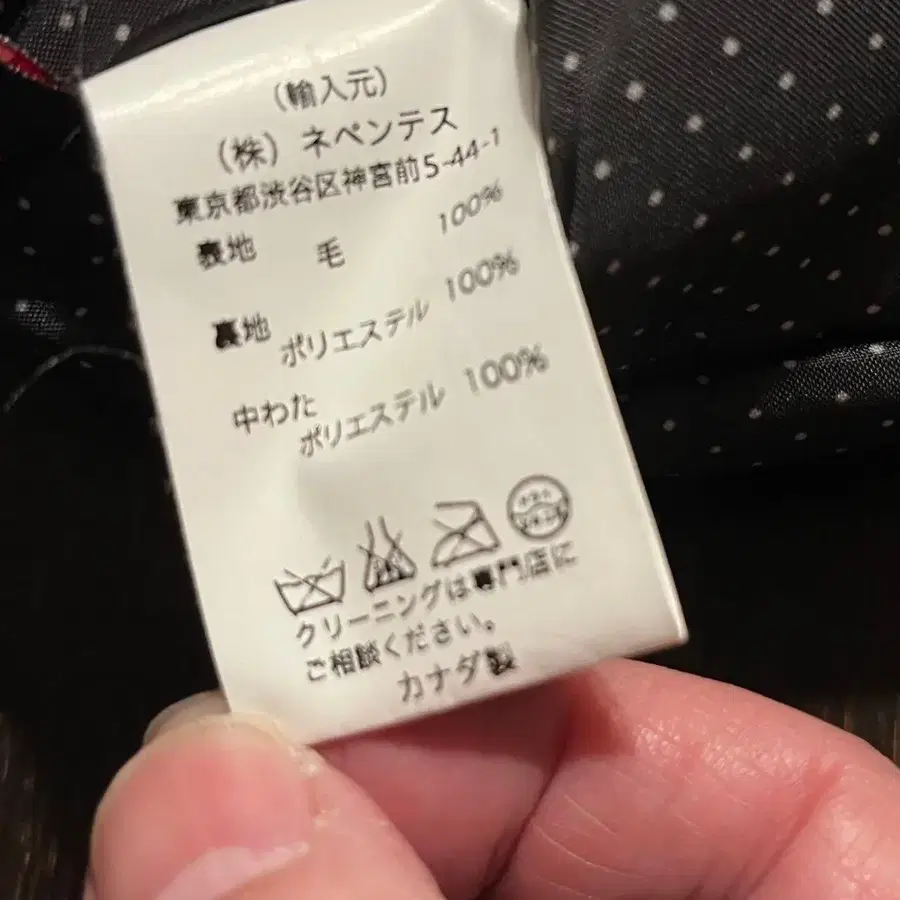 (輸入元)
(株) ネペンテス
東京都渋谷区神宮前5-44-1
表地 毛 100%
裏地 ポリエステル 100%
中わた ポリエステル 100%
クリーニングは専門店に
ご相談ください。
カナダ製